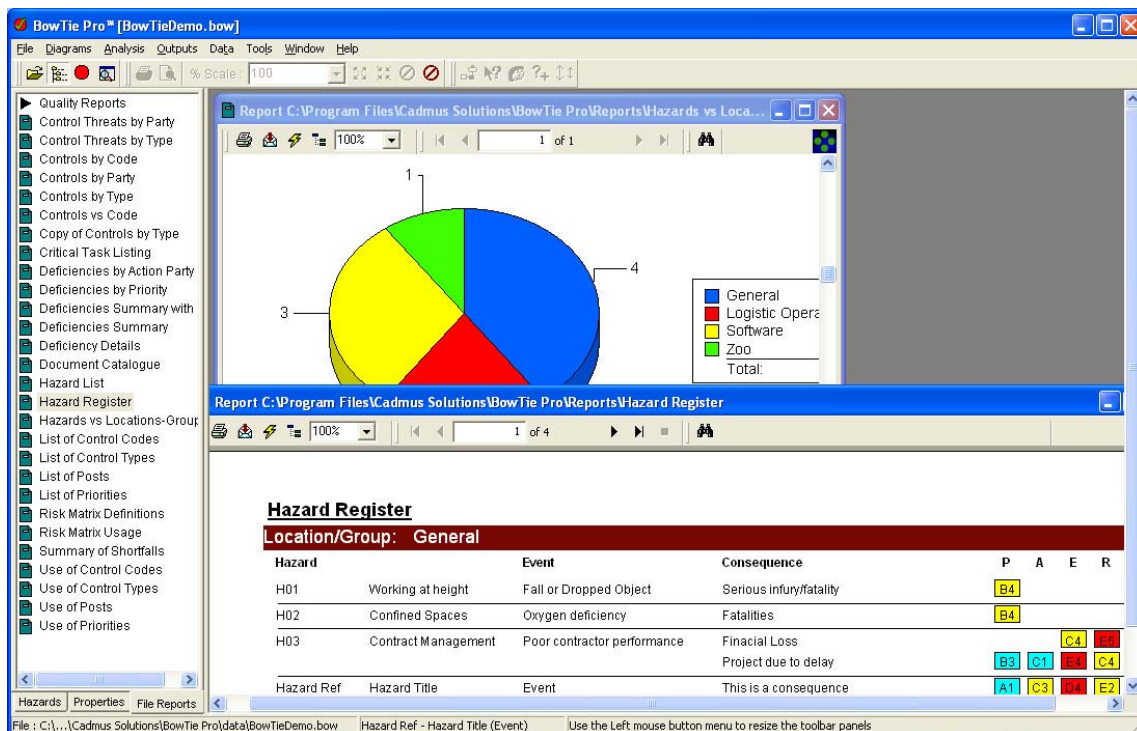 BowTie Pro™ [BowTieDemo.bow]
File Diagrams Analysis Outputs Data Tools Window Help
% Scale: 100
Quality Reports
Control Threats by Party
Control Threats by Type
Controls by Code
Controls by Party
Controls by Type
Controls vs Code
Copy of Controls by Type
Critical Task Listing
Deficiencies by Action Party
Deficiencies by Priority
Deficiencies Summary with
Deficiencies Summary
Deficiency Details
Document Catalogue
Hazard List
Hazard Register
Hazards vs Locations-Group
List of Control Codes
List of Control Types
List of Posts
List of Priorities
Risk Matrix Definitions
Risk Matrix Usage
Summary of Shortfalls
Use of Control Codes
Use of Control Types
Use of Posts
Use of Priorities
Hazards Properties File Reports
Report C:\Program Files\Cadmus Solutions\BowTie Pro\Reports\Hazards vs Loca...
100% 1 of 1
1
4
3
General
Logistic Opera
Software
Zoo
Total:
Report C:\Program Files\Cadmus Solutions\BowTie Pro\Reports\Hazard Register
100% 1 of 4
Hazard Register
Location/Group: General
Hazard Event Consequence P A E R
H01 Working at height Fall or Dropped Object Serious infury/fatality B4
H02 Confined Spaces Oxygen deficiency Fatalities B4
H03 Contract Management Poor contractor performance Finacial Loss C4 E5
Project due to delay B3 C1 E4 C4
Hazard Ref Hazard Title Event This is a consequence A1 C3 D4 E2
File : C:\...\Cadmus Solutions\BowTie Pro\data\BowTieDemo.bow Hazard Ref - Hazard Title (Event) Use the Left mouse button menu to resize the toolbar panels